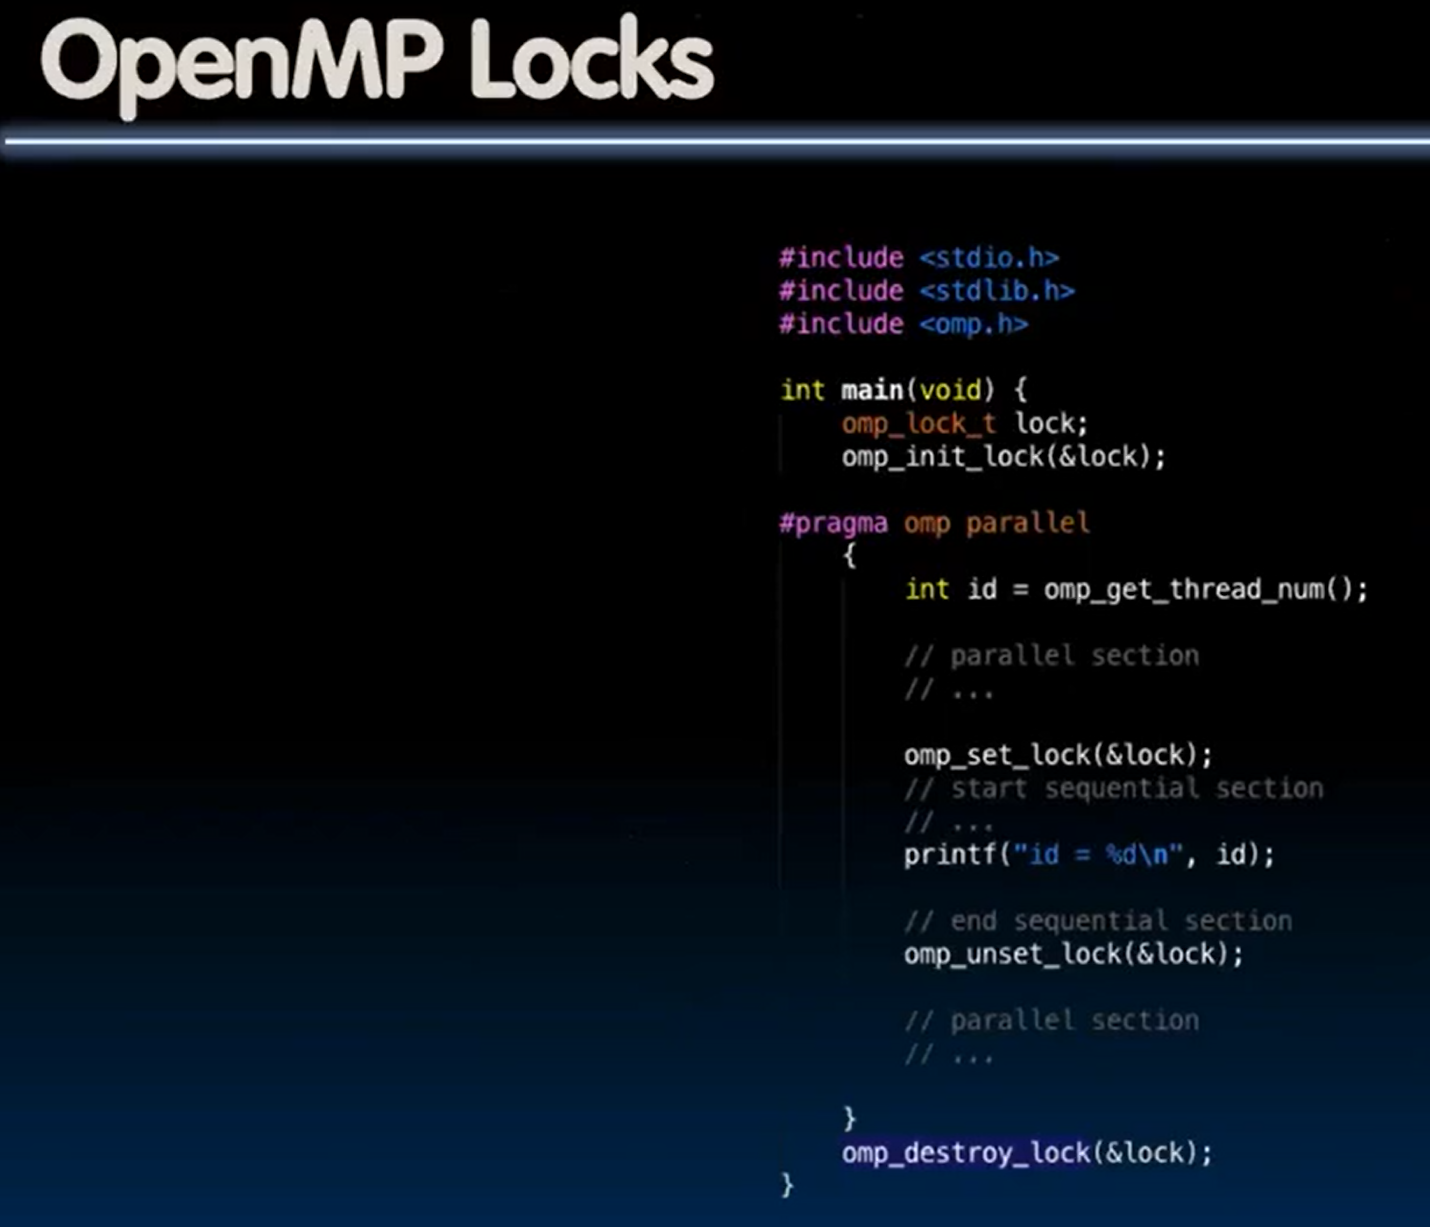 OpenMP Locks
#include <stdio.h>
#include <stdlib.h>
#include <omp.h>
int main(void) {
omp_lock_t lock;
omp_init_lock(&lock);
#pragma omp parallel
{
int id = omp_get_thread_num();
// parallel section
// ...
omp_set_lock(&lock);
// start sequential section
// ...
printf("id = %d\n", id);
// end sequential section
omp_unset_lock(&lock);
// parallel section
// ...
}
omp_destroy_lock(&lock);
}